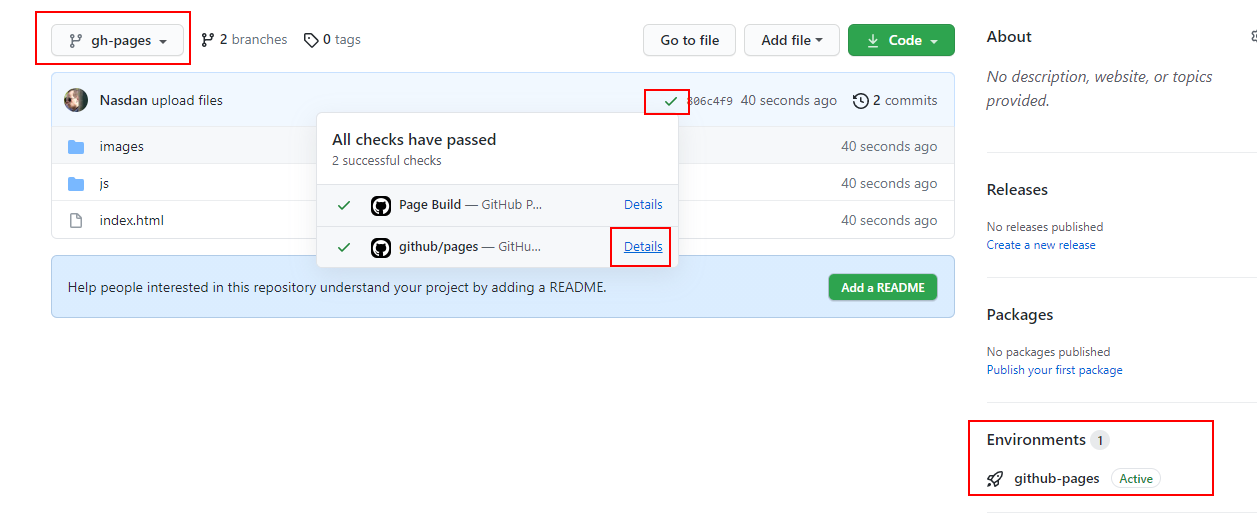 gh-pages
2 branches
0 tags
Go to file
Add file
Code
Nasdan upload files
806c4f9 40 seconds ago
2 commits
images
40 seconds ago
js
40 seconds ago
index.html
40 seconds ago
All checks have passed
2 successful checks
Page Build — GitHub P...
Details
github/pages — GitHu...
Details
Help people interested in this repository understand your project by adding a README.
Add a README
About
No description, website, or topics
provided.
Releases
No releases published
Create a new release
Packages
No packages published
Publish your first package
Environments 1
github-pages Active